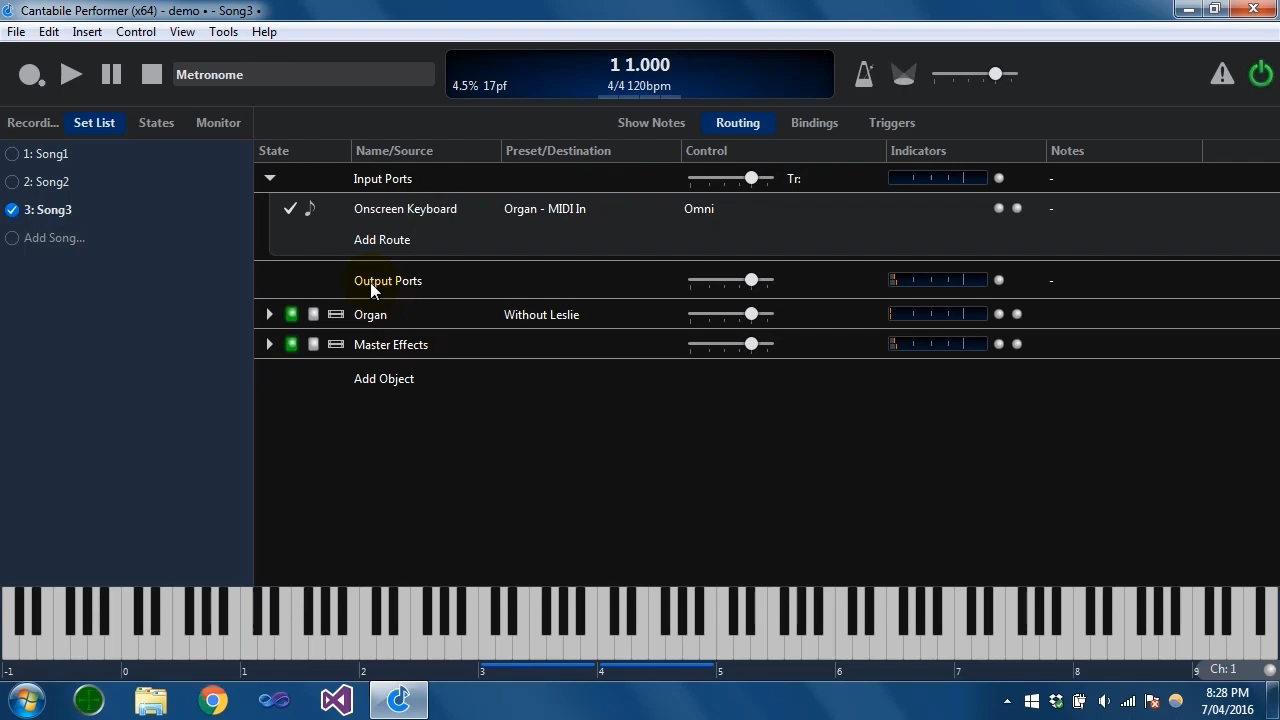 Cantabile Performer (x64) - demo • - Song3 •
File Edit Insert Control View Tools Help
Metronome
1 1.000
4.5% 17pf 4/4 120bpm
Recordi... Set List States Monitor
Show Notes Routing Bindings Triggers
State Name/Source Preset/Destination Control Indicators Notes
1: Song1
2: Song2
3: Song3
Add Song...
Input Ports Tr: -
Onscreen Keyboard Organ - MIDI In Omni -
Add Route
Output Ports -
Organ Without Leslie
Master Effects
Add Object
-1 0 1 2 3 4 5 6 7 8 9 Ch: 1
8:28 PM
7/04/2016